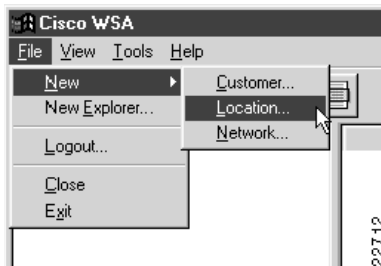 Cisco WSA
File View Tools Help
New
Customer...
New Explorer...
Location...
Network...
Logout...
Close
Exit
22712